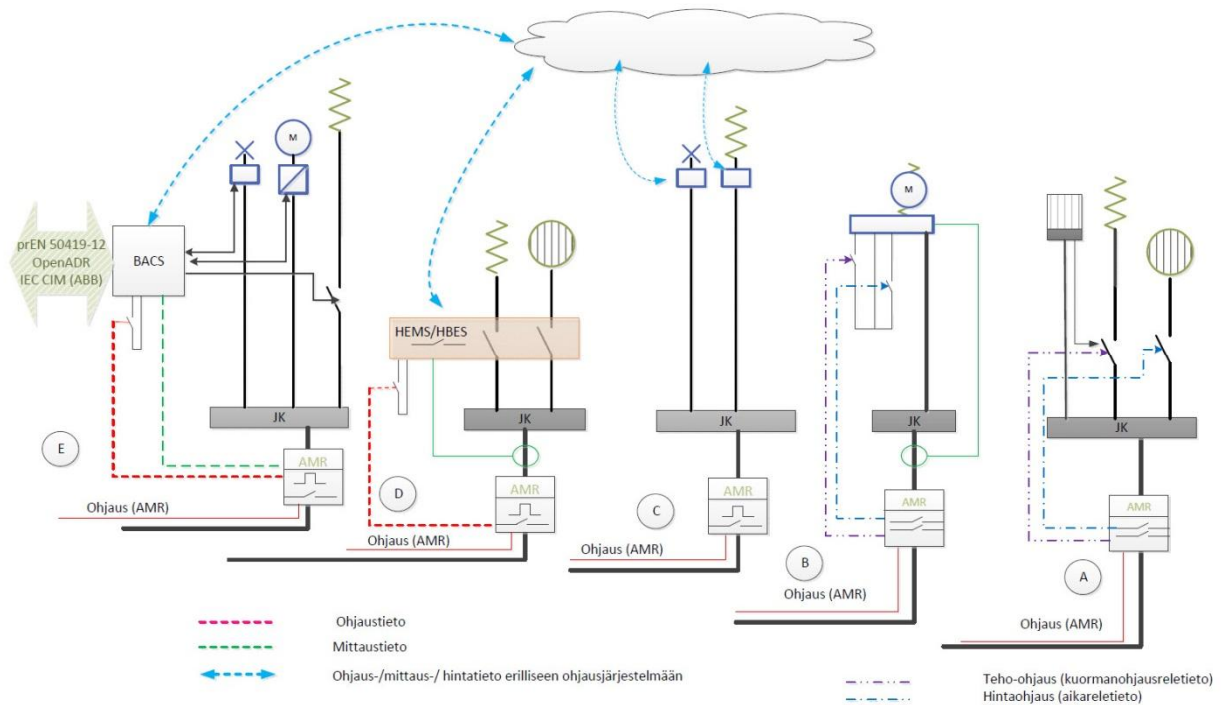 M
prEN 50419-12
OpenADR
IEC CIM (ABB)
BACS
M
HEMS/HBES
JK
JK
JK
JK
JK
E
AMR
D
AMR
C
AMR
B
AMR
A
AMR
Ohjaus (AMR)
Ohjaus (AMR)
Ohjaus (AMR)
Ohjaus (AMR)
Ohjaus (AMR)
Ohjaustieto
Mittaustieto
Ohjaus-/mittaus-/ hintatieto erilliseen ohjausjärjestelmään
Teho-ohjaus (kuormanohjausreletieto)
Hintaohjaus (aikareletieto)